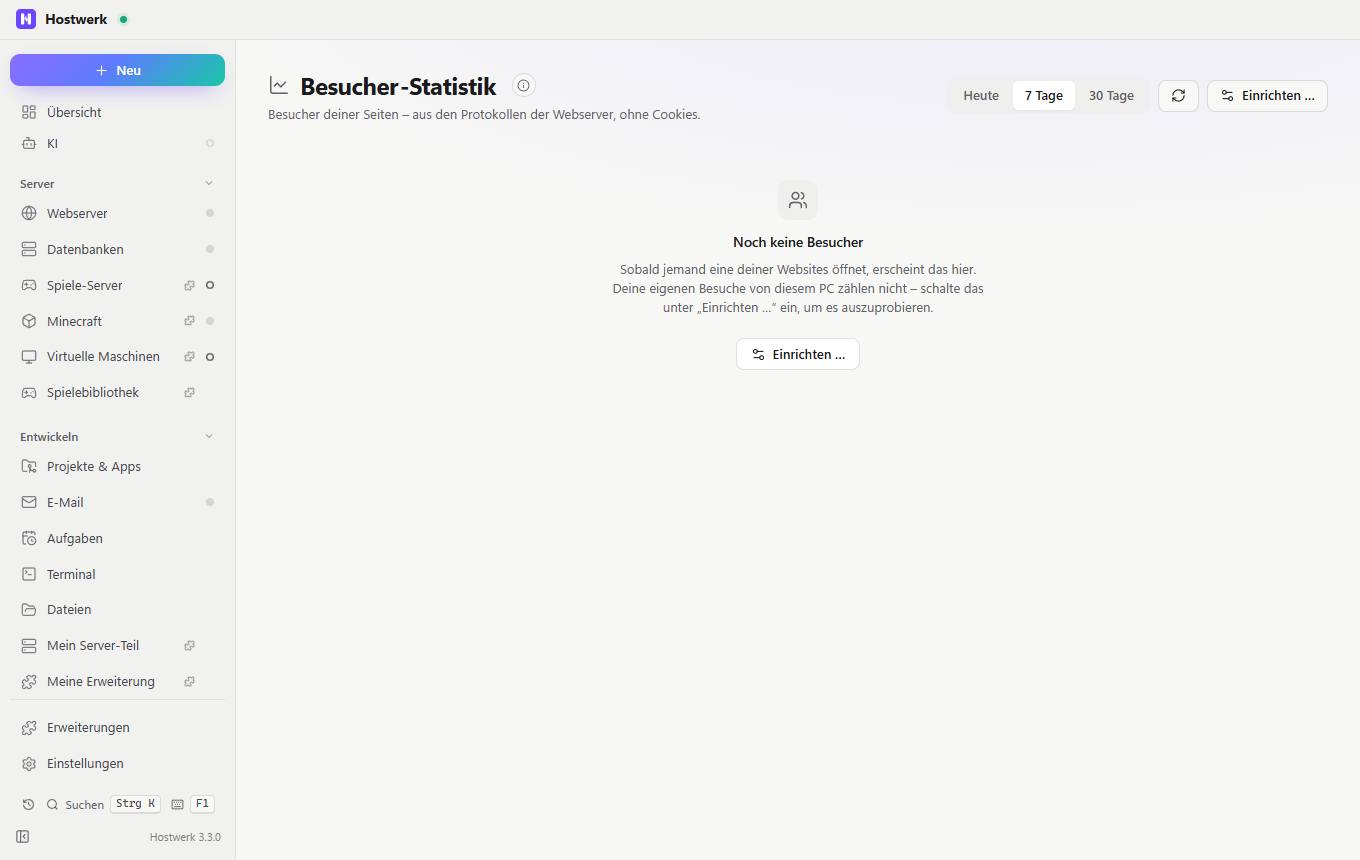 Hostwerk
Neu
Übersicht
KI
Server
Webserver
Datenbanken
Spiele-Server
Minecraft
Virtuelle Maschinen
Spielebibliothek
Entwickeln
Projekte & Apps
E-Mail
Aufgaben
Terminal
Dateien
Mein Server-Teil
Meine Erweiterung
Erweiterungen
Einstellungen
Suchen Strg K F1
Hostwerk 3.3.0
Besucher-Statistik
Besucher deiner Seiten – aus den Protokollen der Webserver, ohne Cookies.
Heute 7 Tage 30 Tage Einrichten ...
Noch keine Besucher
Sobald jemand eine deiner Websites öffnet, erscheint das hier.
Deine eigenen Besuche von diesem PC zählen nicht – schalte das
unter „Einrichten ...“ ein, um es auszuprobieren.
Einrichten ...